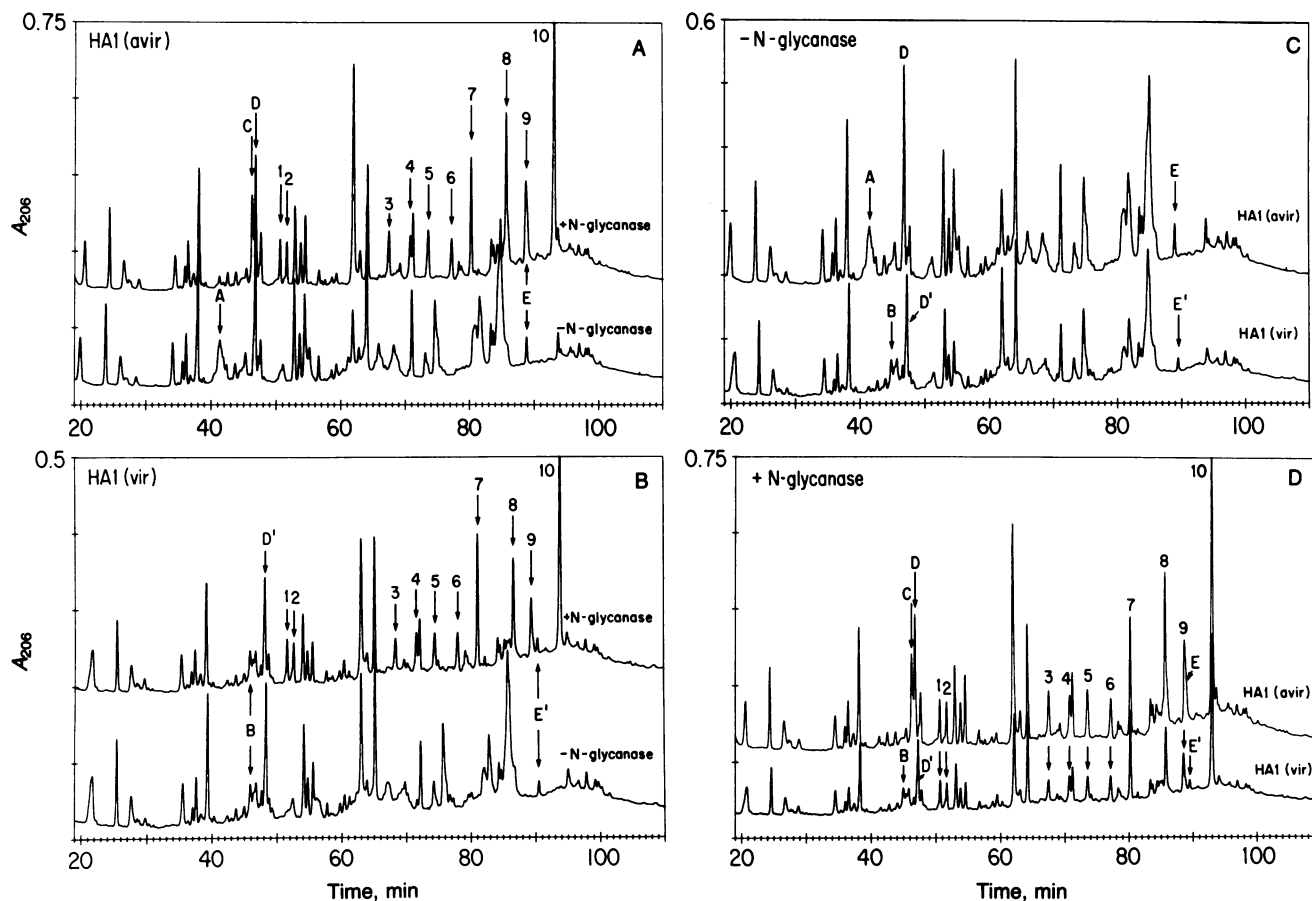 0.75
HA1 (avir)
A
10
8
7
9
D
C
1 2
4
5
6
3
+N-glycanase
A
E
-N-glycanase
A206
20 40 60 80 100
0.6
-N-glycanase
C
D
A
E
HA1 (avir)
B
D'
E'
HA1 (vir)
20 40 60 80 100
0.5
HA1 (vir)
B
10
7
8
9
D'
1 2
3
4
5
6
+N-glycanase
B
E'
-N-glycanase
A206
20 40 60 80 100
Time, min
0.75
+ N-glycanase
D
10
8
7
D
C
9
E
1 2
3
4
5
6
HA1 (avir)
B
D'
E'
HA1 (vir)
20 40 60 80 100
Time, min